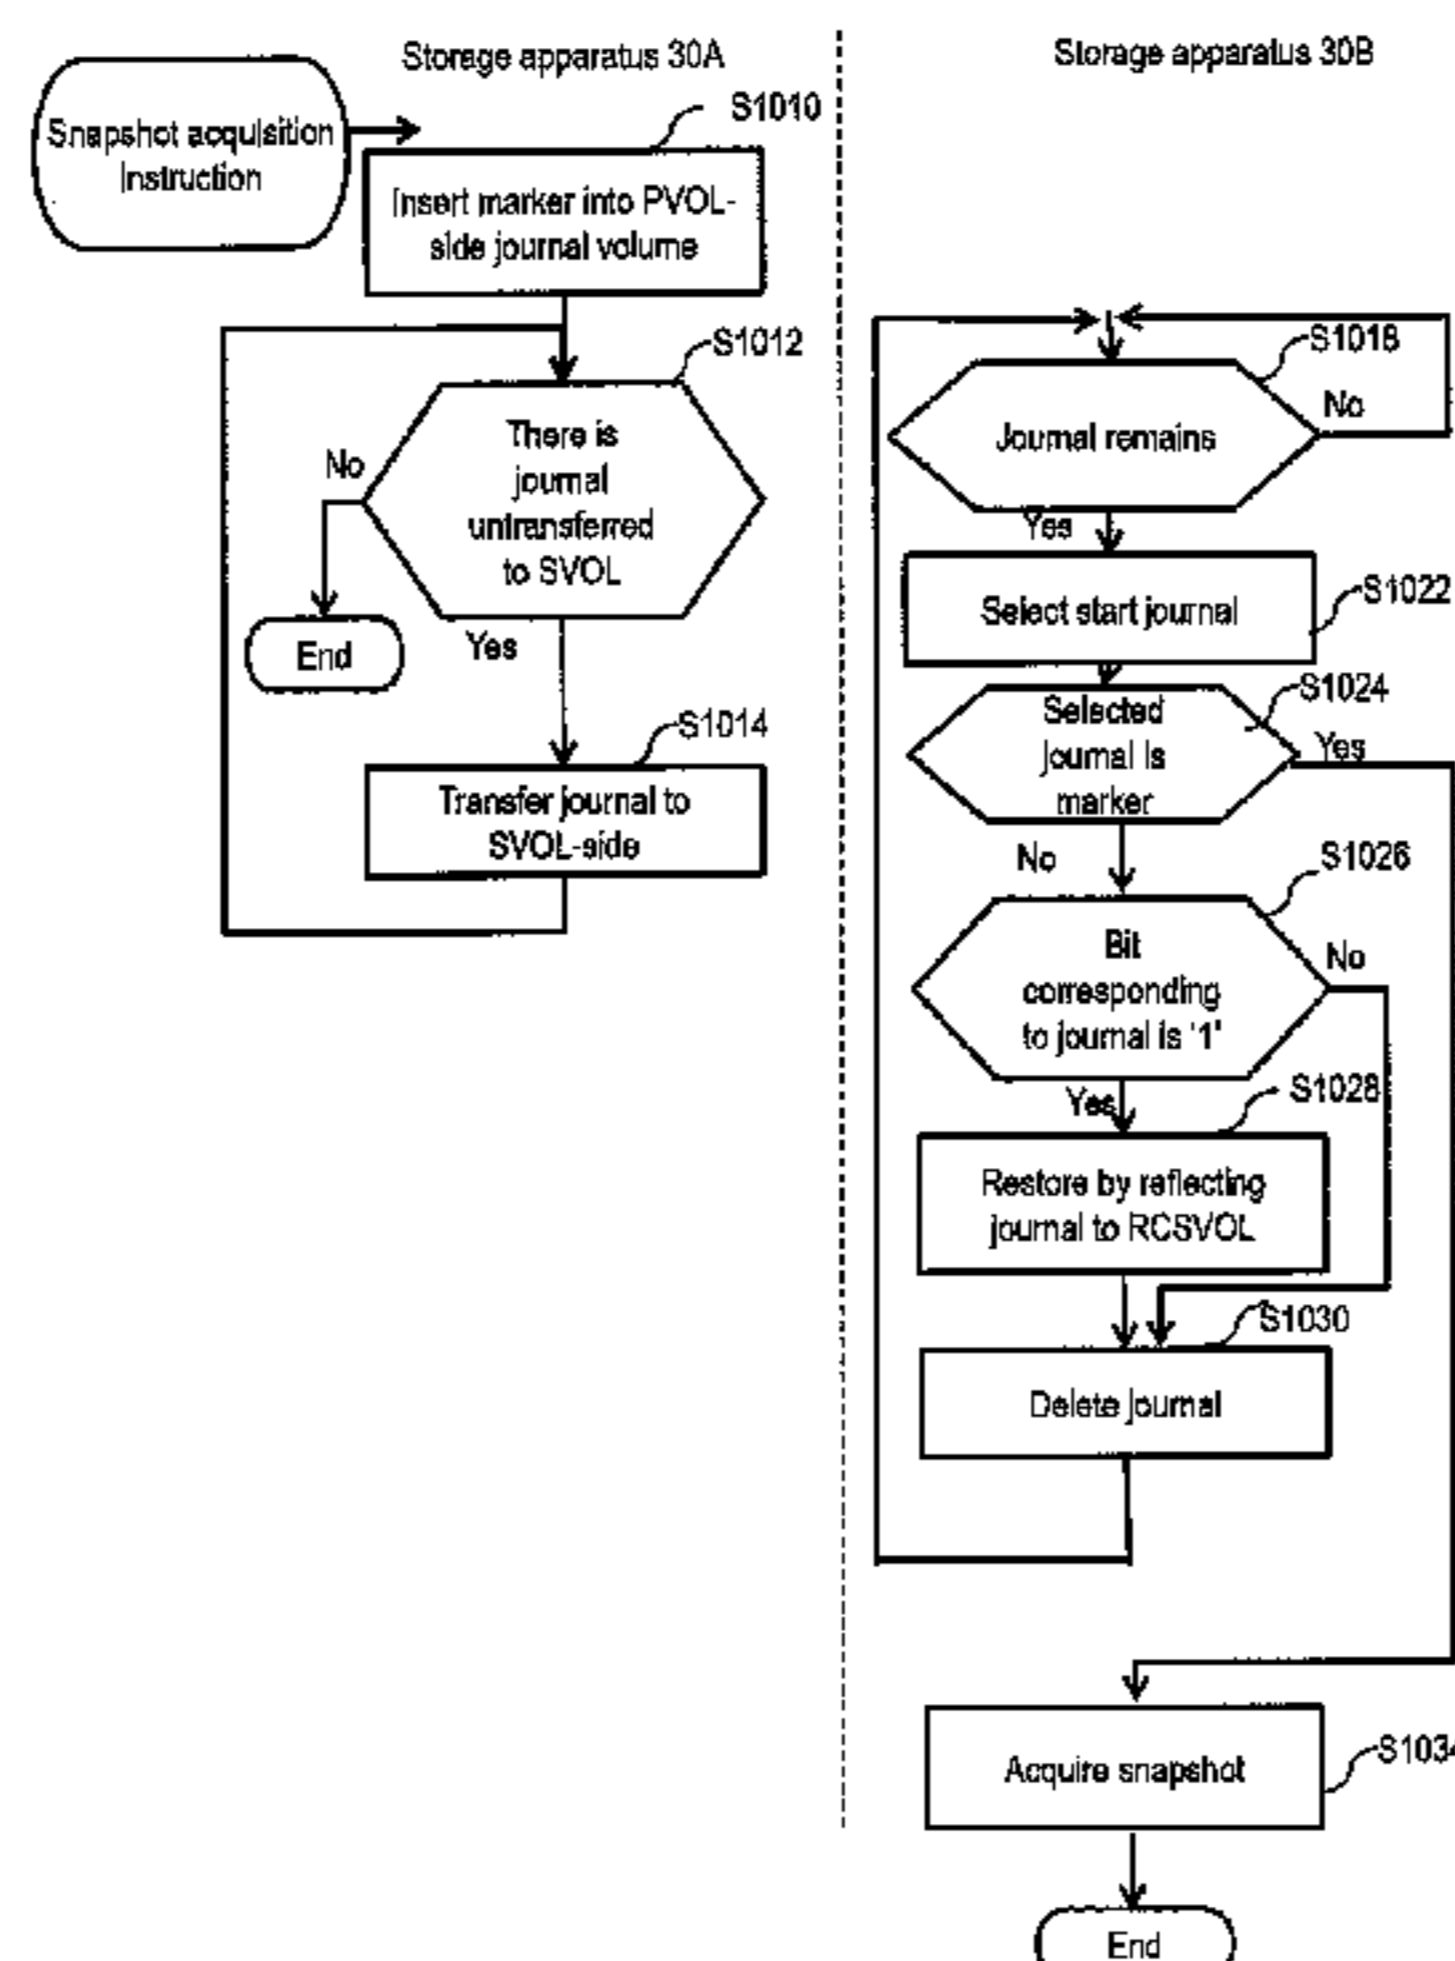 Storage apparatus 30A
Snapshot acquisition
Instruction
S1010
Insert marker into PVOL-
side journal volume
S1012
There is
journal
untransferred
to SVOL
No
Yes
End
S1014
Transfer journal to
SVOL-side
Storage apparatus 30B
S1018
Journal remains
No
Yes
Select start journal
S1022
S1024
Selected
journal is
marker
Yes
No
S1026
Bit
corresponding
to journal is '1'
No
Yes
S1028
Restore by reflecting
journal to RCSVOL
S1030
Delete journal
Acquire snapshot
S1034
End